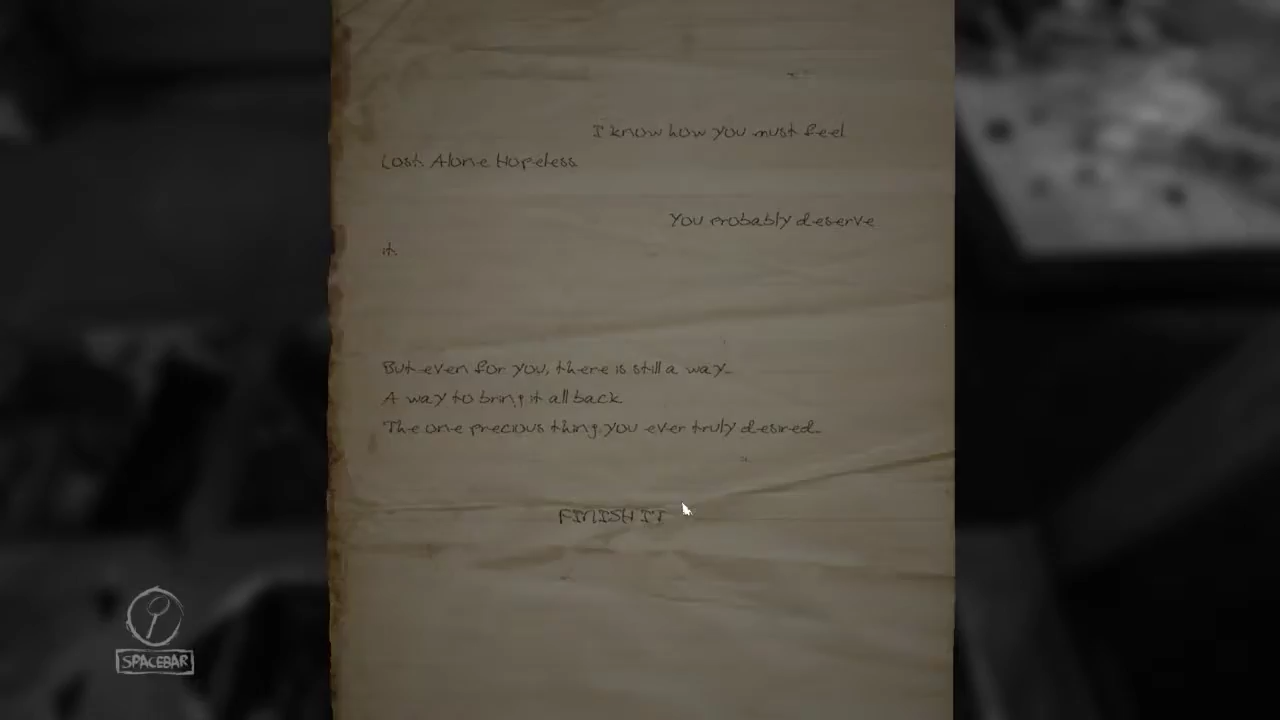 I know how you must feel
Lost. Alone. Hopeless.
You probably deserve
it.
But even for you, there is still a way...
A way to bring it all back.
The one precious thing you ever truly desired...
FINISH IT
SPACEBAR